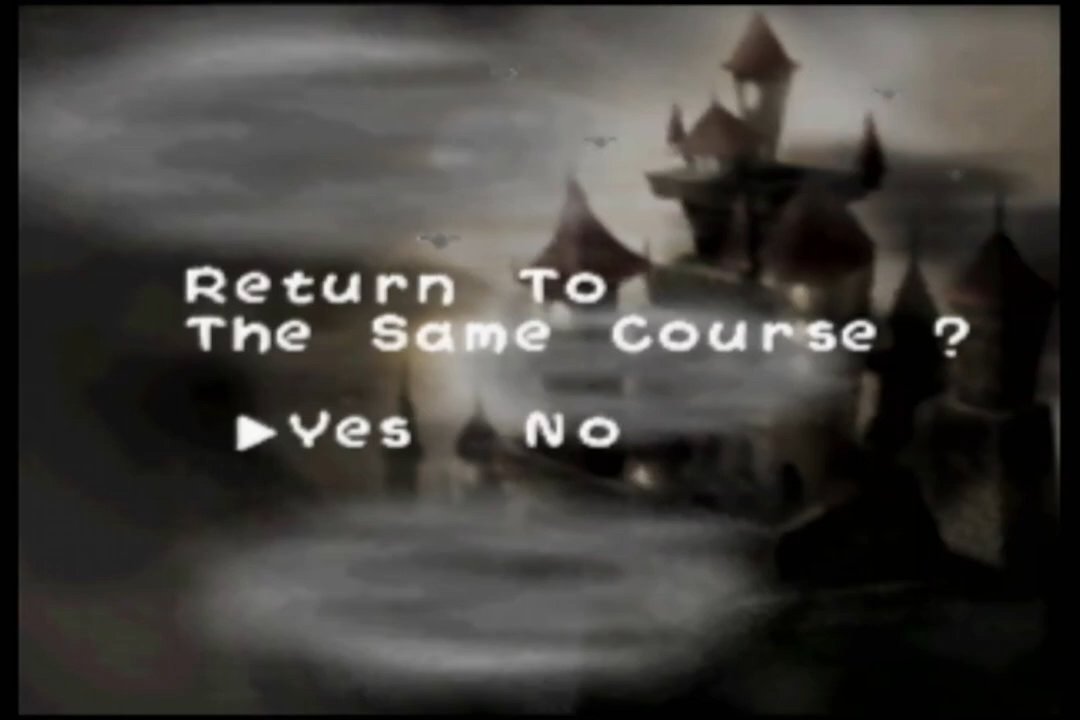 Return To
The Same Course ?
▶Yes No